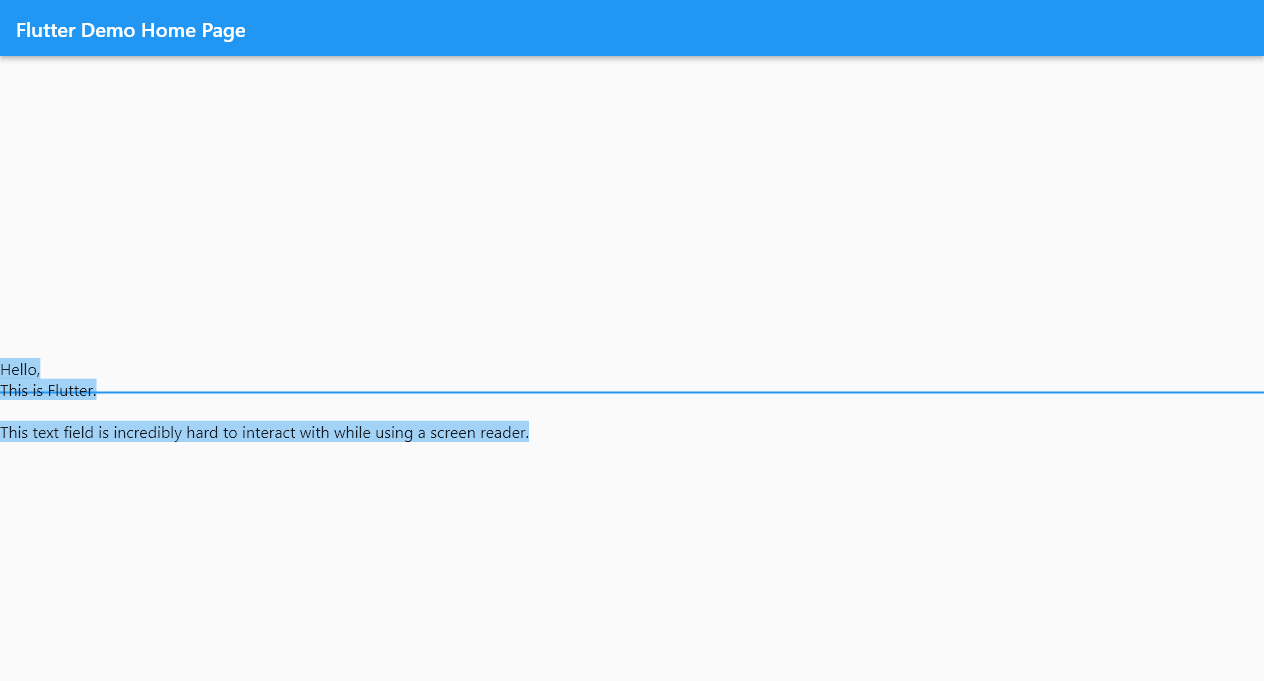 Flutter Demo Home Page
Hello,
This is Flutter.
This text field is incredibly hard to interact with while using a screen reader.